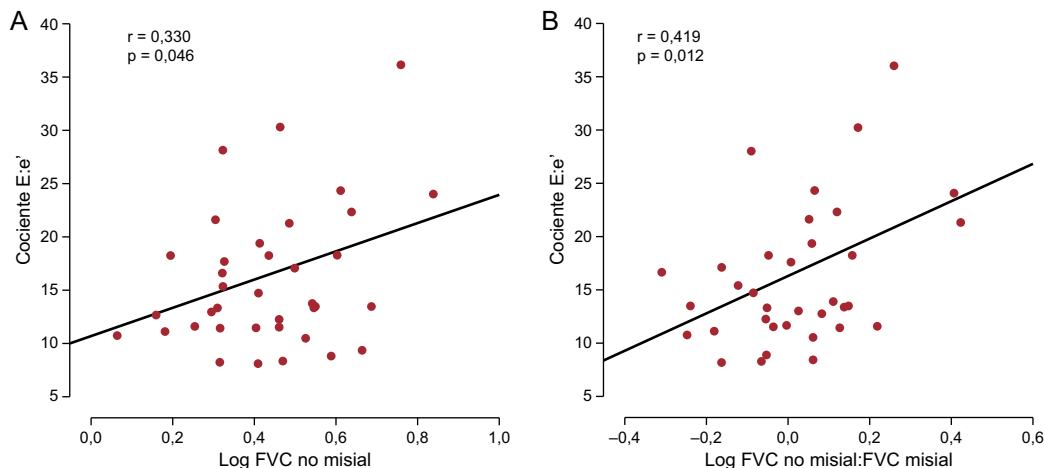 A
r = 0,330
p = 0,046
Cociente E:e’
40
35
30
25
20
15
10
5
0,0 0,2 0,4 0,6 0,8 1,0
Log FVC no misial
B
r = 0,419
p = 0,012
Cociente E:e’
40
35
30
25
20
15
10
5
–0,4 –0,2 0,0 0,2 0,4 0,6
Log FVC no misial:FVC misial